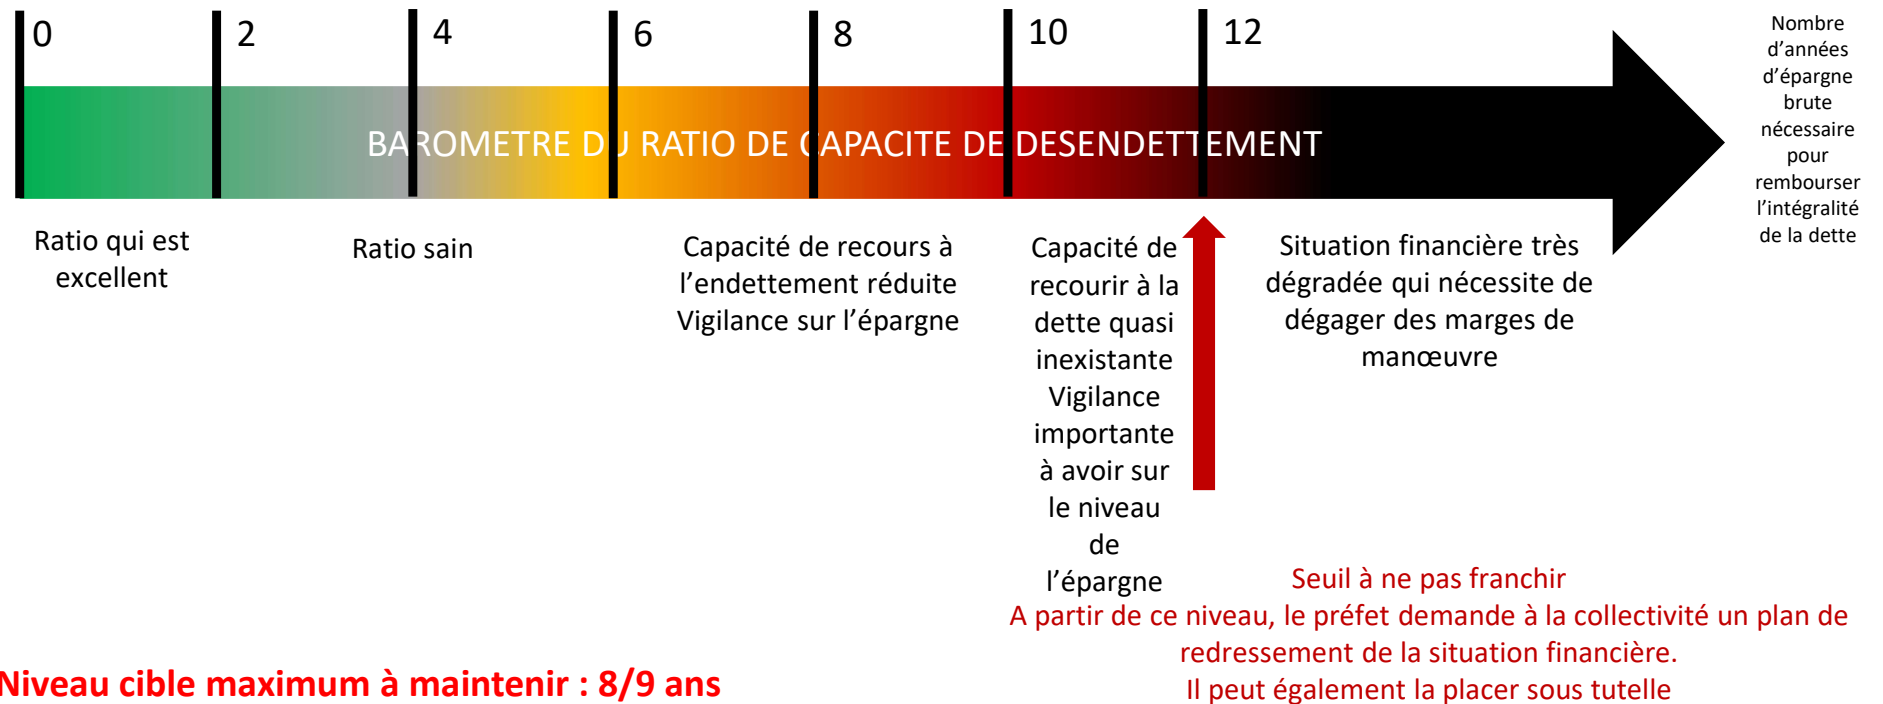 0
2
4
6
8
10
12
Nombre
d’années
d’épargne
brute
nécessaire
pour
rembourser
l’intégralité
de la dette
BAROMETRE DU RATIO DE CAPACITE DE DESENDETTEMENT
Ratio qui est
excellent
Ratio sain
Capacité de recours à
l’endettement réduite
Vigilance sur l’épargne
Capacité de
recourir à la
dette quasi
inexistante
Vigilance
importante
à avoir sur
le niveau
de
l’épargne
Situation financière très
dégradée qui nécessite de
dégager des marges de
manœuvre
Seuil à ne pas franchir
A partir de ce niveau, le préfet demande à la collectivité un plan de
redressement de la situation financière.
Il peut également la placer sous tutelle
Niveau cible maximum à maintenir : 8/9 ans